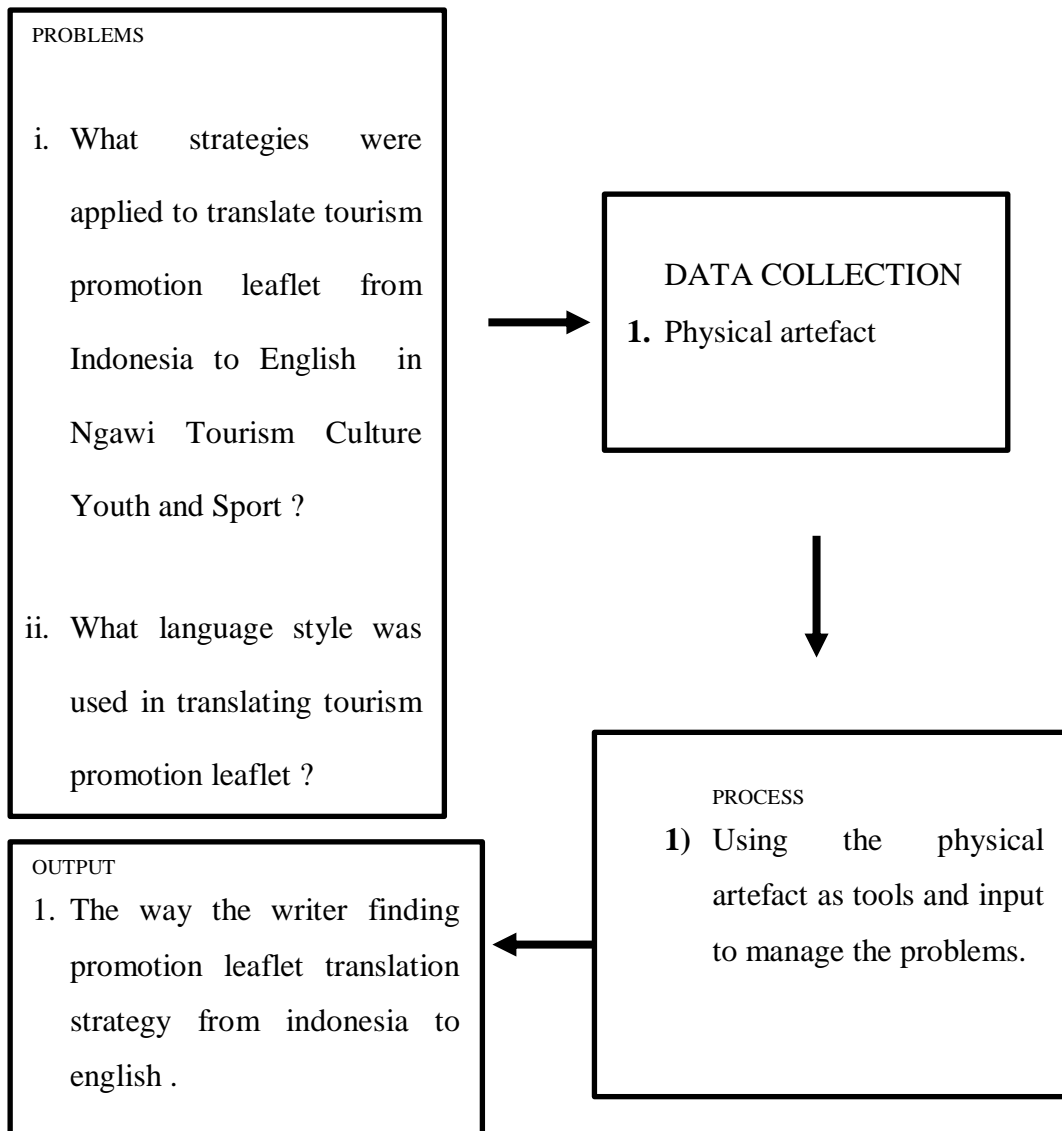 PROBLEMS
i. What strategies were
applied to translate tourism
promotion leaflet from
Indonesia to English in
Ngawi Tourism Culture
Youth and Sport ?
ii. What language style was
used in translating tourism
promotion leaflet ?
DATA COLLECTION
1. Physical artefact
PROCESS
1) Using the physical
artefact as tools and input
to manage the problems.
OUTPUT
1. The way the writer finding
promotion leaflet translation
strategy from indonesia to
english .